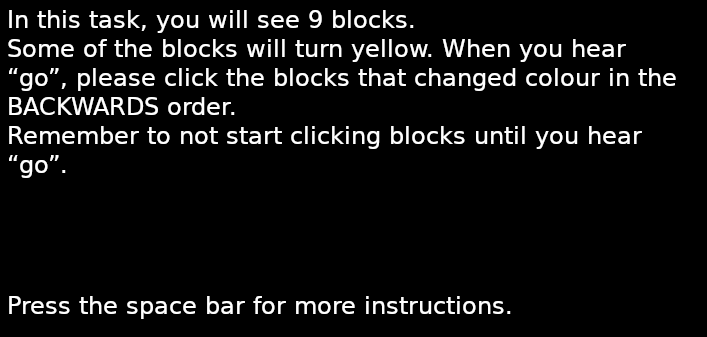 In this task, you will see 9 blocks.
Some of the blocks will turn yellow. When you hear
“go”, please click the blocks that changed colour in the
BACKWARDS order.
Remember to not start clicking blocks until you hear
“go”.
Press the space bar for more instructions.